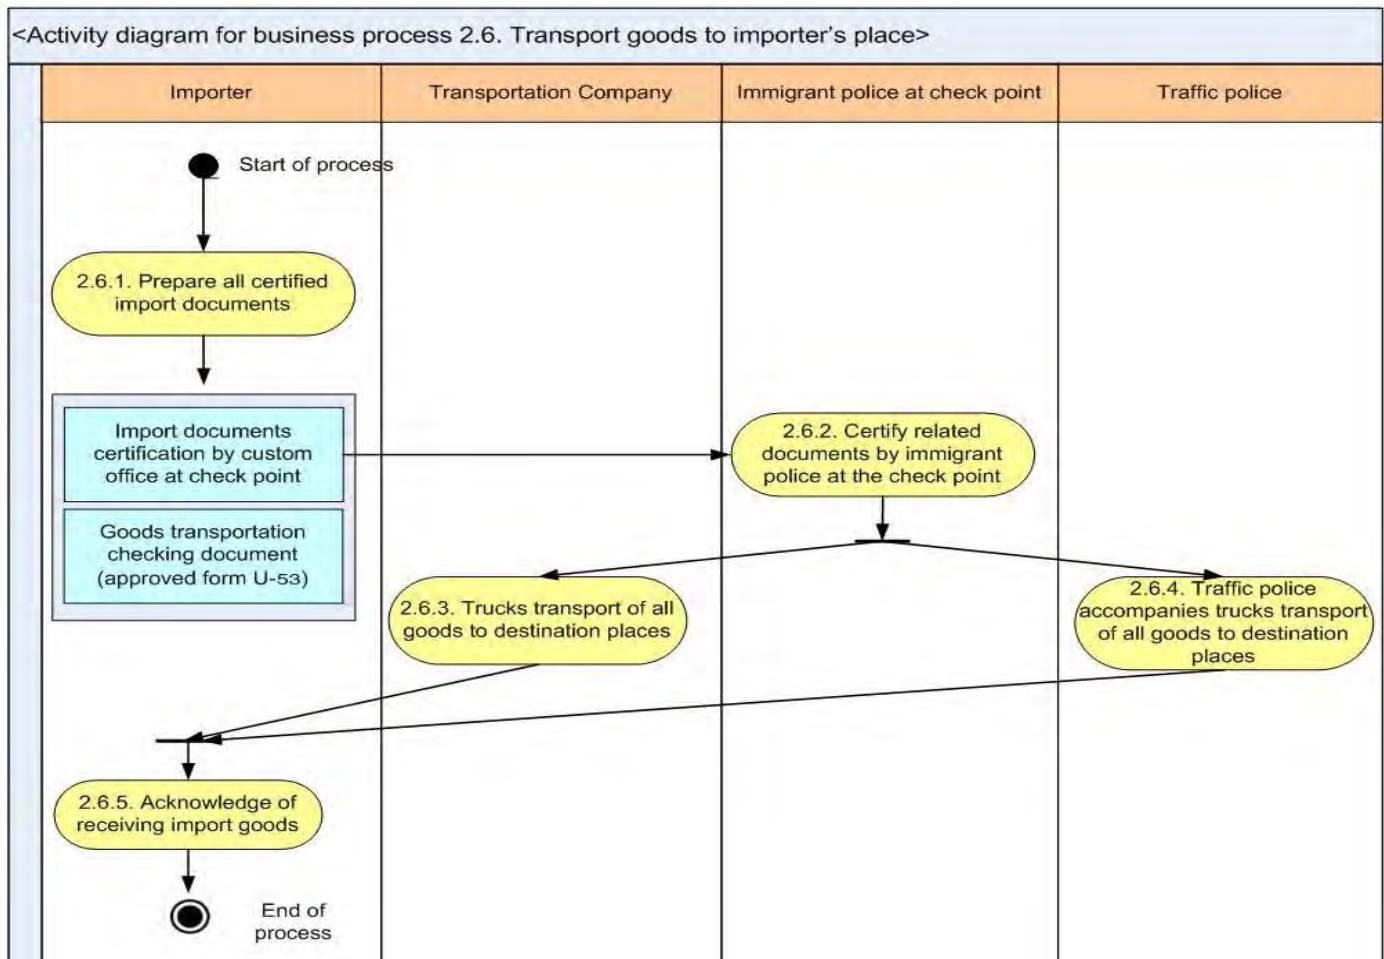 <Activity diagram for business process 2.6. Transport goods to importer's place>
Importer
Transportation Company
Immigrant police at check point
Traffic police
Start of process
2.6.1. Prepare all certified
import documents
Import documents
certification by custom
office at check point
Goods transportation
checking document
(approved form U-53)
2.6.2. Certify related
documents by immigrant
police at the check point
2.6.3. Trucks transport of all
goods to destination places
2.6.4. Traffic police
accompanies trucks transport
of all goods to destination
places
2.6.5. Acknowledge of
receiving import goods
End of
process